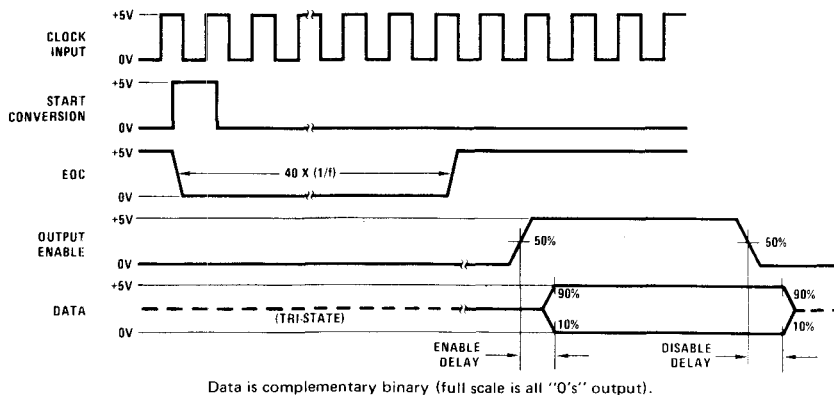 +5V
CLOCK
INPUT
0V
+5V
START
CONVERSION
0V
+5V
EOC
40 X (1/f)
0V
+5V
OUTPUT
ENABLE
50%
50%
0V
+5V
DATA
(TRI-STATE)
90%
90%
0V
10%
10%
ENABLE
DELAY
DISABLE
DELAY
Data is complementary binary (full scale is all "0's" output).